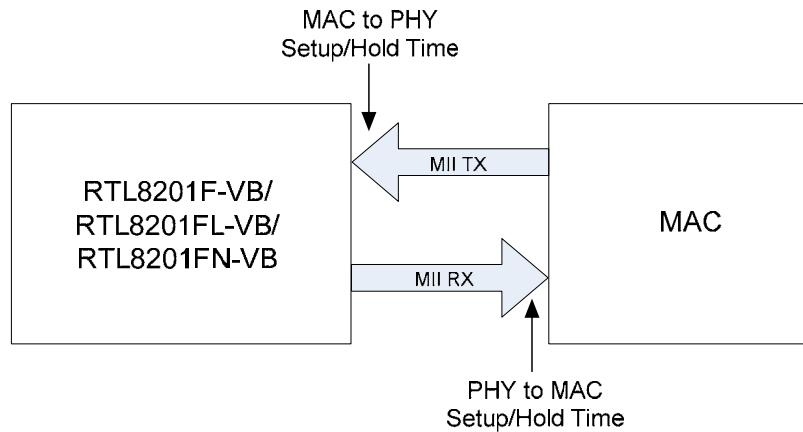 MAC to PHY
Setup/Hold Time
MII TX
RTL8201F-VB/
RTL8201FL-VB/
RTL8201FN-VB
MAC
MII RX
PHY to MAC
Setup/Hold Time